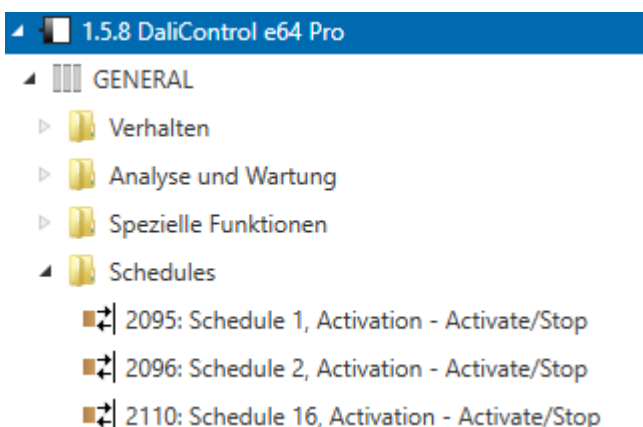 1.5.8 DaliControl e64 Pro
GENERAL
Verhalten
Analyse und Wartung
Spezielle Funktionen
Schedules
2095: Schedule 1, Activation - Activate/Stop
2096: Schedule 2, Activation - Activate/Stop
2110: Schedule 16, Activation - Activate/Stop